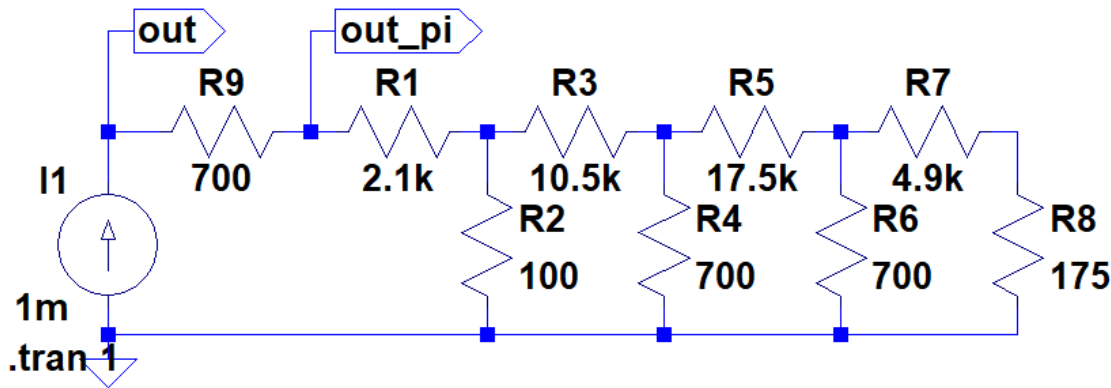 out
out_pi
R9
R1
R3
R5
R7
700
2.1k
10.5k
17.5k
4.9k
I1
R2
R4
R6
R8
100
700
700
175
1m
.tran 1